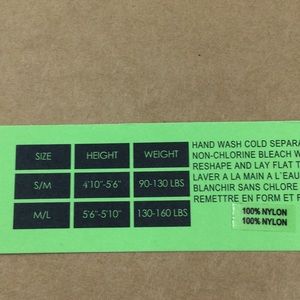 SIZE HEIGHT WEIGHT
S/M 4'10"-5'6" 90-130 LBS
M/L 5'6"-5'10" 130-160 LBS
HAND WASH COLD SEPARA
NON-CHLORINE BLEACH W
RESHAPE AND LAY FLAT T
LAVER A LA MAIN A L'EAU
BLANCHIR SANS CHLORE
REMETTRE EN FORM ET F
100% NYLON
100% NYLON